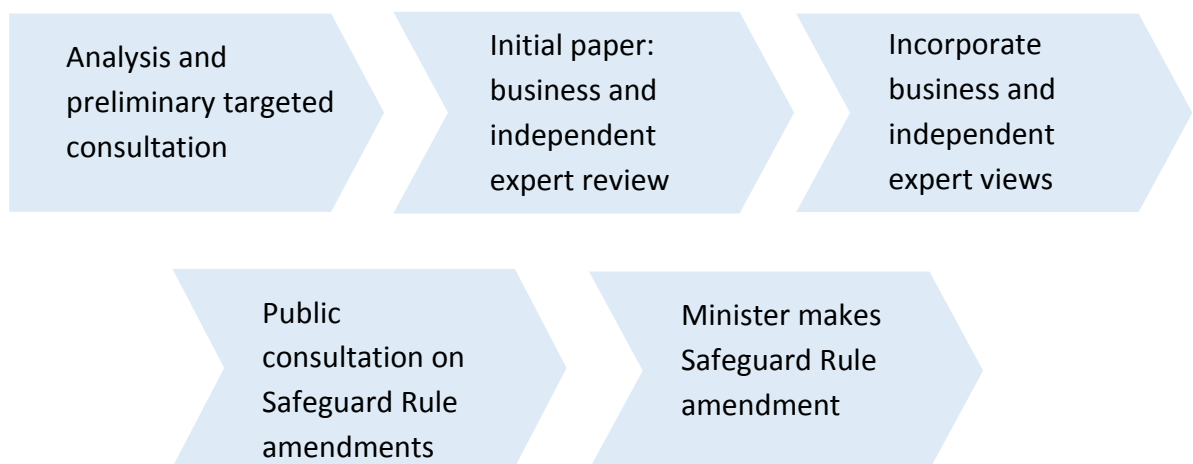 Analysis and
preliminary targeted
consultation
Initial paper:
business and
independent
expert review
Incorporate
business and
independent
expert views
Public
consultation on
Safeguard Rule
amendments
Minister makes
Safeguard Rule
amendment